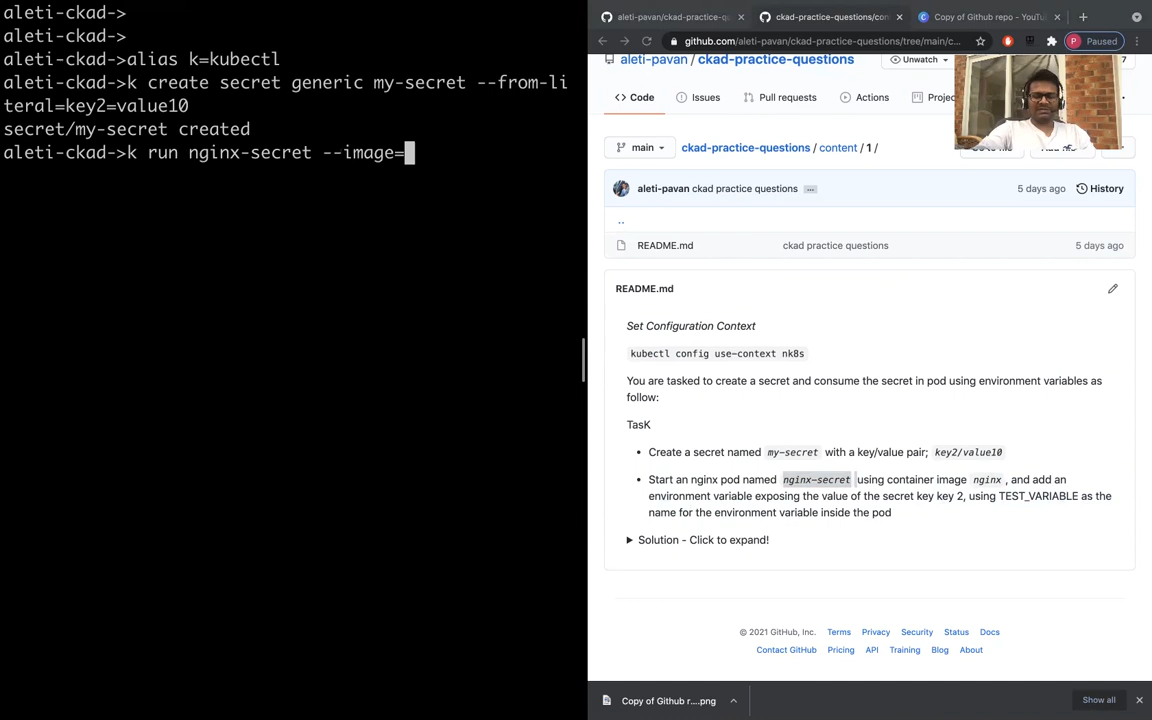 aleti-ckad->
aleti-ckad->
aleti-ckad->alias k=kubectl
aleti-ckad->k create secret generic my-secret --from-li
teral=key2=value10
secret/my-secret created
aleti-ckad->k run nginx-secret --image=
aleti-pavan/ckad-practice-q
ckad-practice-questions/con
Copy of Github repo - YouTu
github.com/aleti-pavan/ckad-practice-questions/tree/main/c...
P Paused
aleti-pavan / ckad-practice-questions
Unwatch
7
Code
Issues
Pull requests
Actions
Projec
main
ckad-practice-questions / content / 1 /
aleti-pavan ckad practice questions ...
5 days ago
History
..
README.md
ckad practice questions
5 days ago
README.md
Set Configuration Context
kubectl config use-context nk8s
You are tasked to create a secret and consume the secret in pod using environment variables as
follow:
TasK
• Create a secret named my-secret with a key/value pair; key2/value10
• Start an nginx pod named nginx-secret using container image nginx , and add an
environment variable exposing the value of the secret key key 2, using TEST_VARIABLE as the
name for the environment variable inside the pod
Solution - Click to expand!
© 2021 GitHub, Inc.
Terms
Privacy
Security
Status
Docs
Contact GitHub
Pricing
API
Training
Blog
About
Copy of Github r....png
Show all